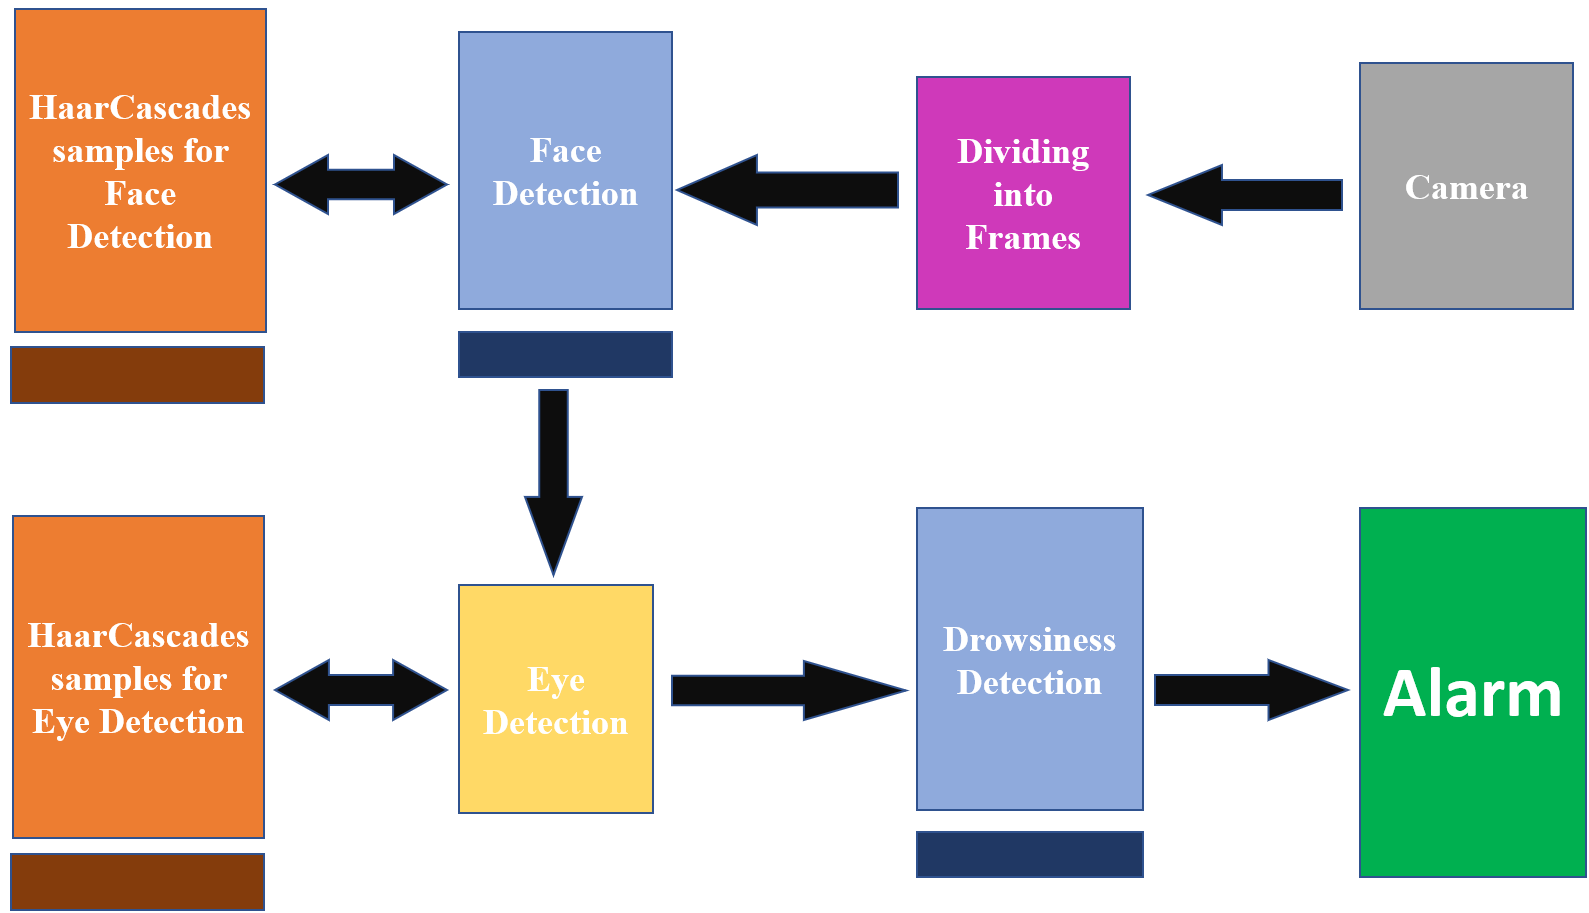 HaarCascades
samples for
Face
Detection
Face
Detection
Dividing
into
Frames
Camera
HaarCascades
samples for
Eye Detection
Eye
Detection
Drowsiness
Detection
Alarm